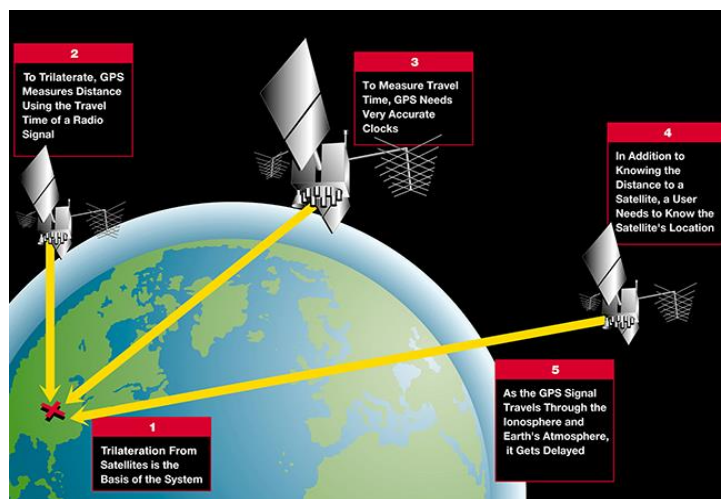 1
Trilateration From
Satellites is the
Basis of the System
2
To Trilaterate, GPS
Measures Distance
Using the Travel
Time of a Radio
Signal
3
To Measure Travel
Time, GPS Needs
Very Accurate
Clocks
4
In Addition to
Knowing the
Distance to a
Satellite, a User
Needs to Know the
Satellite's Location
5
As the GPS Signal
Travels Through the
Ionosphere and
Earth's Atmosphere,
it Gets Delayed